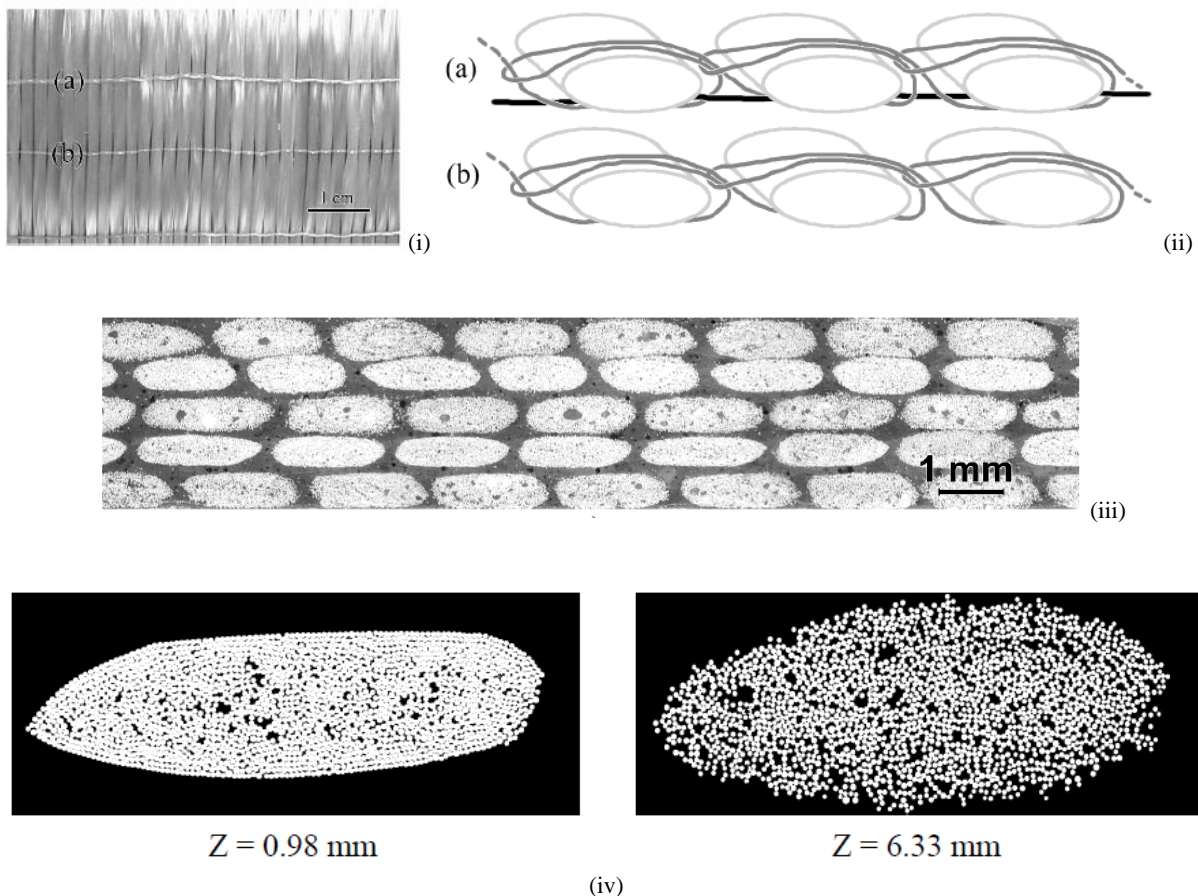 (a)
(b)
1 cm
(i)
(a)
(b)
(ii)
1 mm
(iii)
Z = 0.98 mm
Z = 6.33 mm
(iv)